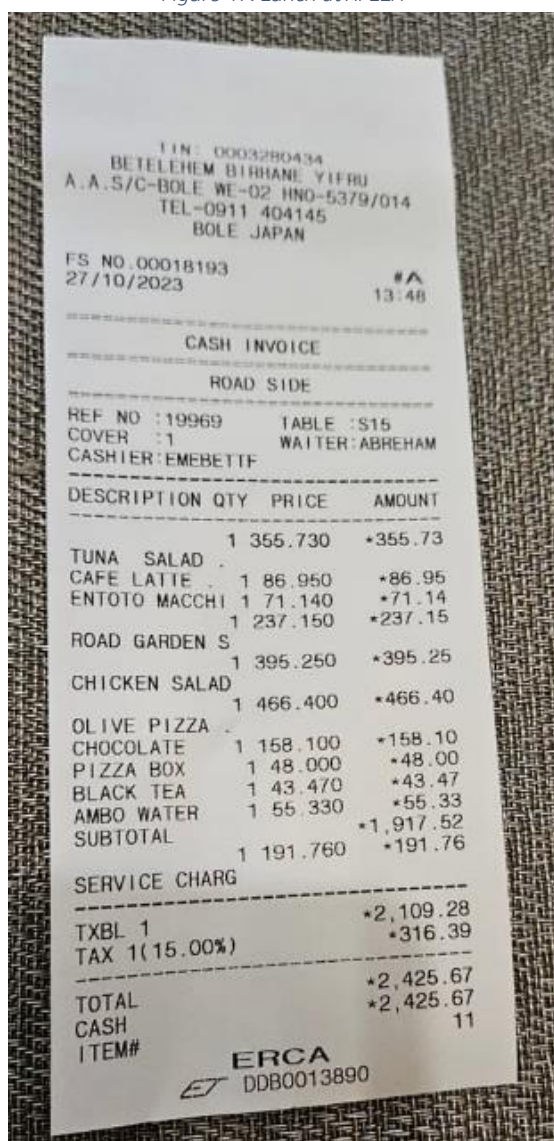 TIN: 0003280434
BETELEHEM BIRHANE YIFRU
A.A.S/C-BOLE WE-02 HNO-5379/014
TEL-0911 404145
BOLE JAPAN
FS NO.00018193
27/10/2023 #A
13:48
CASH INVOICE
ROAD SIDE
REF NO :19969 TABLE :S15
COVER :1 WAITER:ABREHAM
CASHIER:EMEBETTF
DESCRIPTION QTY PRICE AMOUNT
1 355.730 *355.73
TUNA SALAD .
CAFE LATTE . 1 86.950 *86.95
ENTOTO MACCHI 1 71.140 *71.14
1 237.150 *237.15
ROAD GARDEN S
1 395.250 *395.25
CHICKEN SALAD
1 466.400 *466.40
OLIVE PIZZA .
CHOCOLATE 1 158.100 *158.10
PIZZA BOX 1 48.000 *48.00
BLACK TEA 1 43.470 *43.47
AMBO WATER 1 55.330 *55.33
SUBTOTAL *1,917.52
1 191.760 *191.76
SERVICE CHARG
TXBL 1 *2,109.28
TAX 1(15.00%) *316.39
TOTAL *2,425.67
CASH *2,425.67
ITEM# 11
ERCA
ET DDB0013890